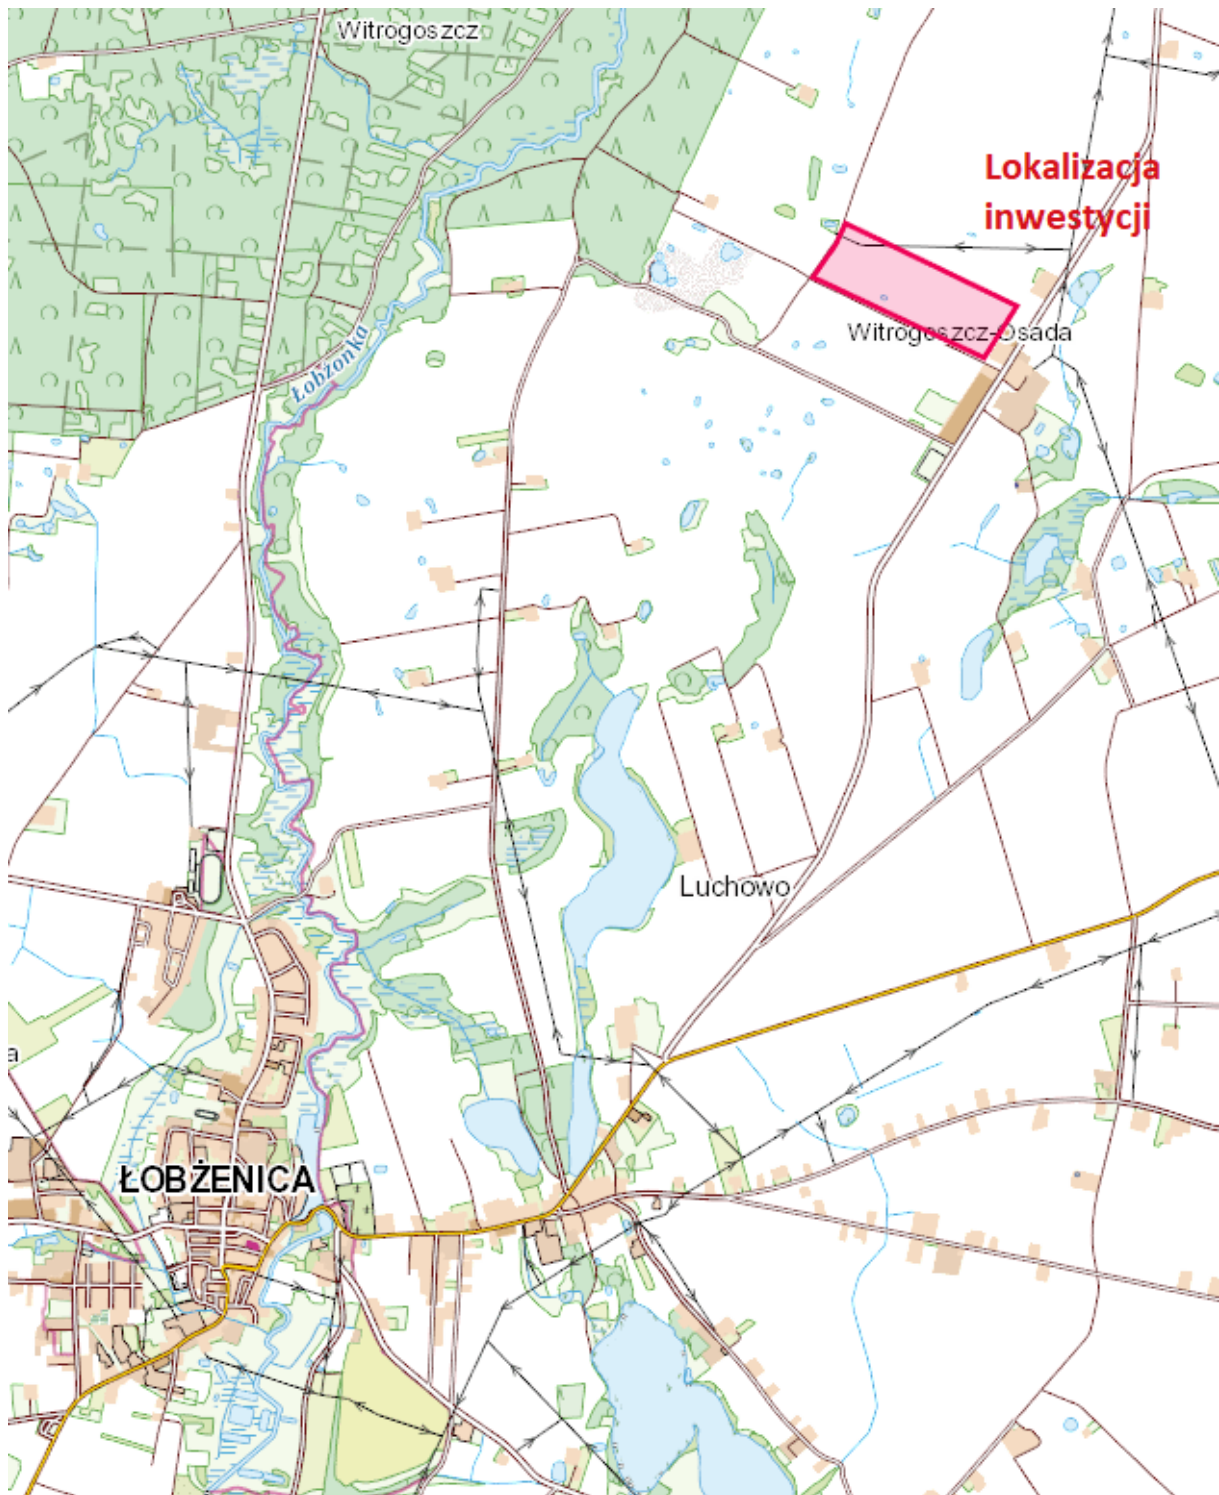 Witrogoszcz
Lokalizacja
inwestycji
Witrogoszcz-Osada
Łobżonka
Luchowo
a
ŁOBŻENICA